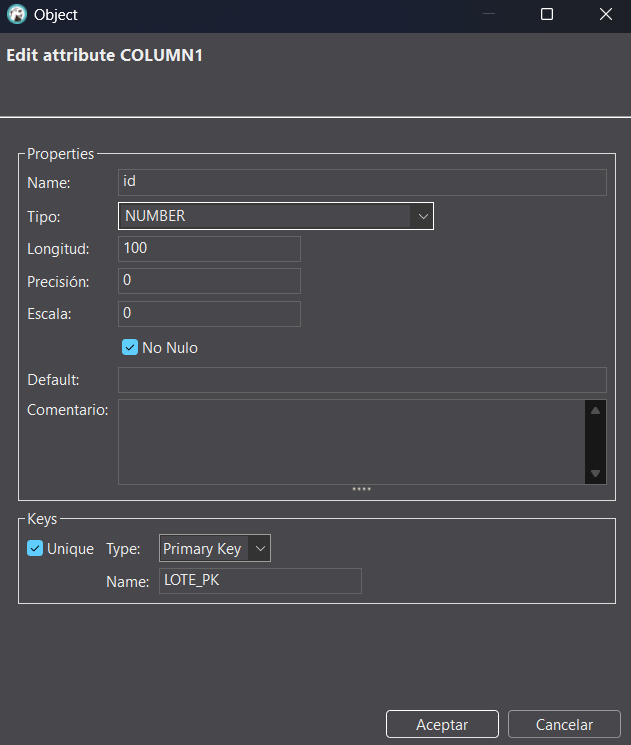 Object
Edit attribute COLUMN1
Properties
Name: id
Tipo: NUMBER
Longitud: 100
Precisión: 0
Escala: 0
No Nulo
Default:
Comentario:
Keys
Unique Type: Primary Key
Name: LOTE_PK
Aceptar Cancelar